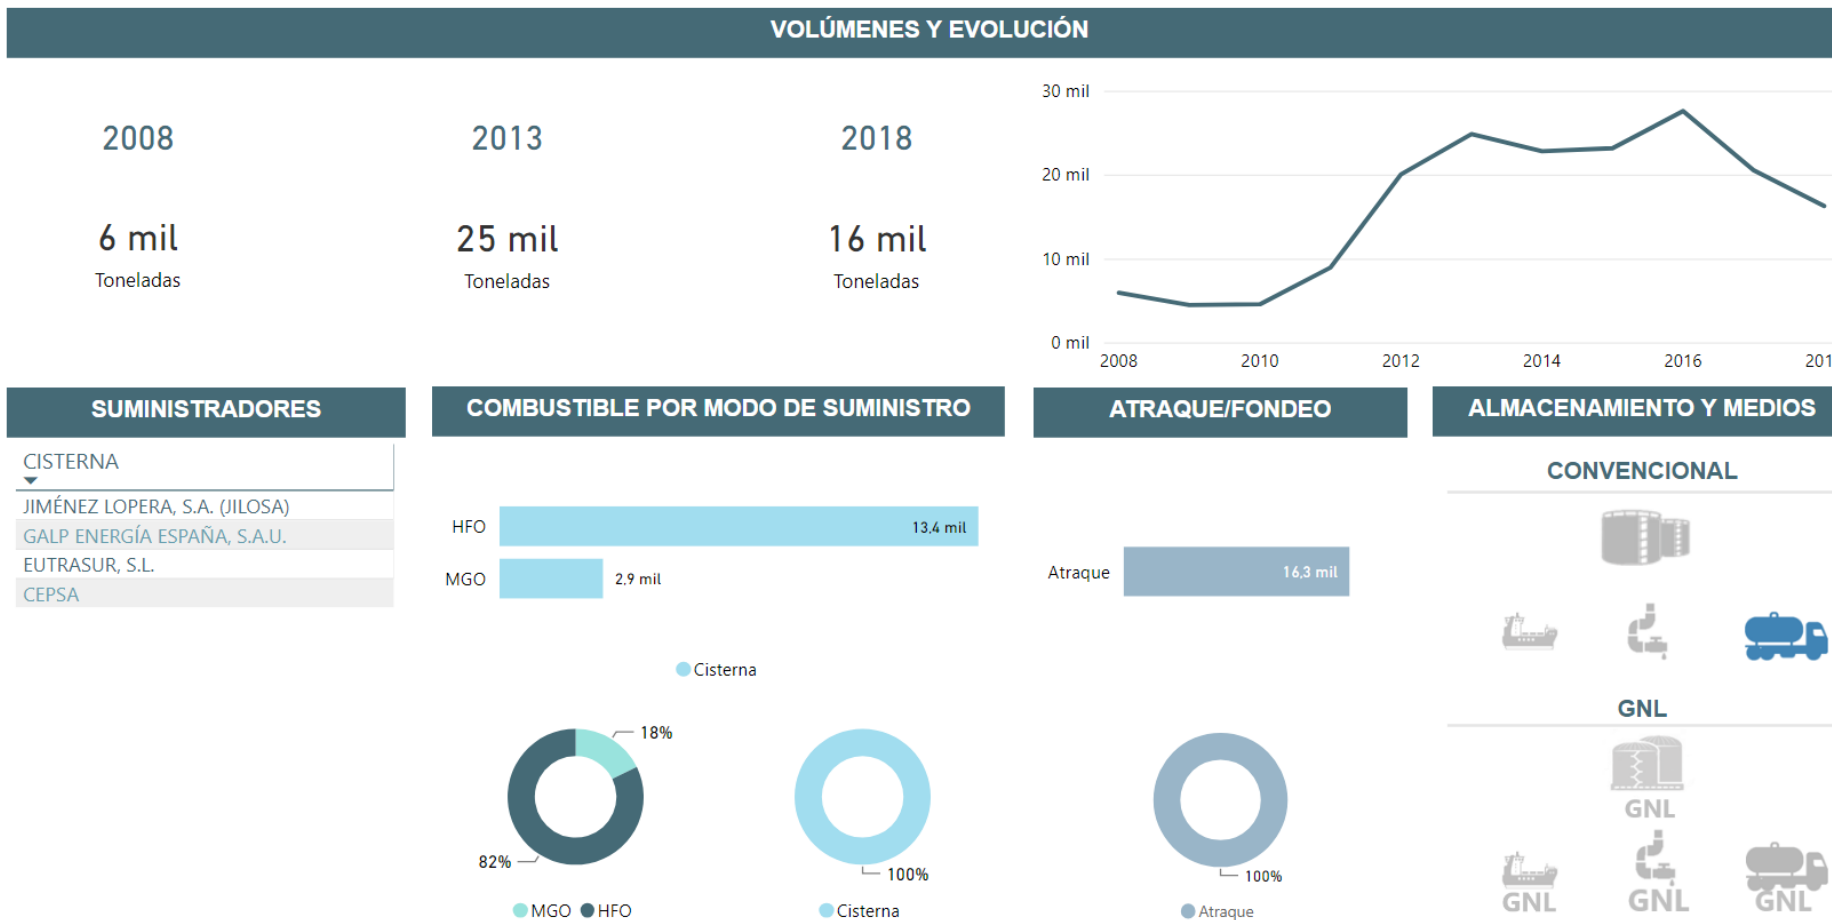 VOLÚMENES Y EVOLUCIÓN
2008
2013
2018
6 mil
25 mil
16 mil
Toneladas
Toneladas
Toneladas
30 mil
20 mil
10 mil
0 mil
2008
2010
2012
2014
2016
201
SUMINISTRADORES
CISTERNA
JIMÉNEZ LOPERA, S.A. (JILOSA)
GALP ENERGÍA ESPAÑA, S.A.U.
EUTRASUR, S.L.
CEPSA
COMBUSTIBLE POR MODO DE SUMINISTRO
HFO
13,4 mil
MGO
2,9 mil
Cisterna
18%
82%
MGO
HFO
100%
Cisterna
ATRAQUE/FONDEO
Atraque
16,3 mil
100%
Atraque
ALMACENAMIENTO Y MEDIOS
CONVENCIONAL
GNL
GNL
GNL
GNL
GNL